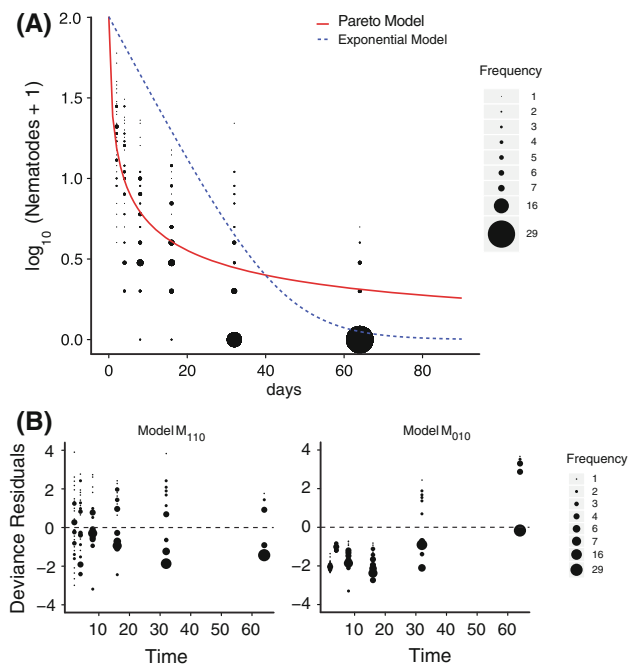 (A)
Pareto Model
Exponential Model
2.0
1.5
1.0
0.5
0.0
log10 (Nematodes + 1)
0 20 40 60 80
days
Frequency
1
2
3
4
5
6
7
16
29
(B)
Model M110
Model M010
Deviance Residuals
4
2
0
−2
−4
10 20 30 40 50 60
Time
4
2
0
−2
−4
10 20 30 40 50 60
Time
Frequency
1
2
3
4
6
7
16
29